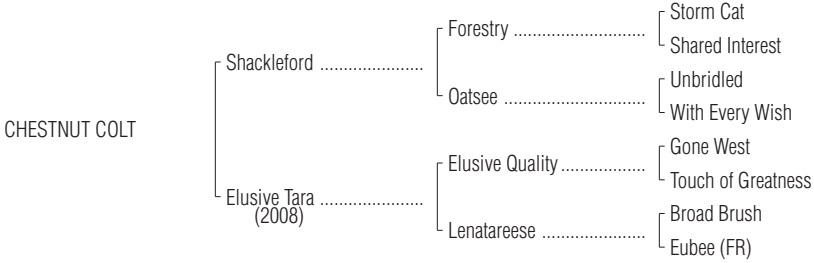 Storm Cat
Forestry ............................
Shared Interest
Shackleford ......................
Unbridled
Oatsee ..............................
With Every Wish
CHESTNUT COLT
Gone West
Elusive Quality ..................
Touch of Greatness
Elusive Tara ......................
(2008)
Broad Brush
Lenatareese ......................
Eubee (FR)